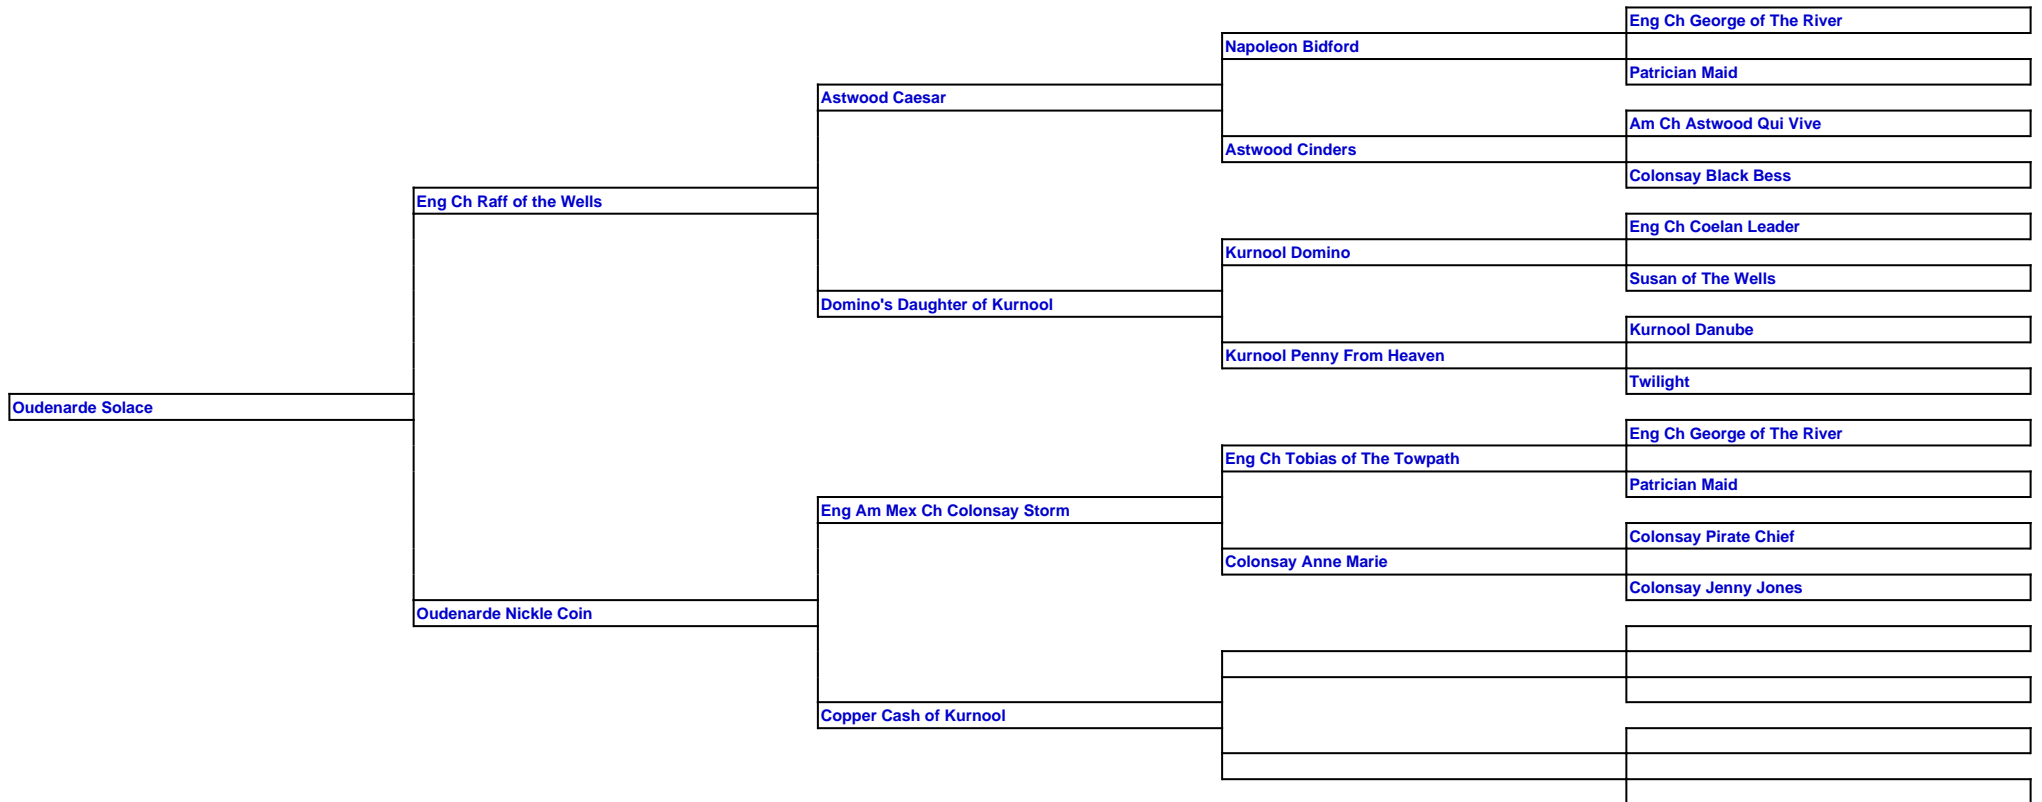 Eng Ch George of The River
Napoleon Bidford
Patrician Maid
Astwood Caesar
Am Ch Astwood Qui Vive
Astwood Cinders
Colonsay Black Bess
Eng Ch Raff of the Wells
Eng Ch Coelan Leader
Kurnool Domino
Susan of The Wells
Domino's Daughter of Kurnool
Kurnool Danube
Kurnool Penny From Heaven
Twilight
Oudenarde Solace
Eng Ch George of The River
Eng Ch Tobias of The Towpath
Patrician Maid
Eng Am Mex Ch Colonsay Storm
Colonsay Pirate Chief
Colonsay Anne Marie
Colonsay Jenny Jones
Oudenarde Nickle Coin
Copper Cash of Kurnool